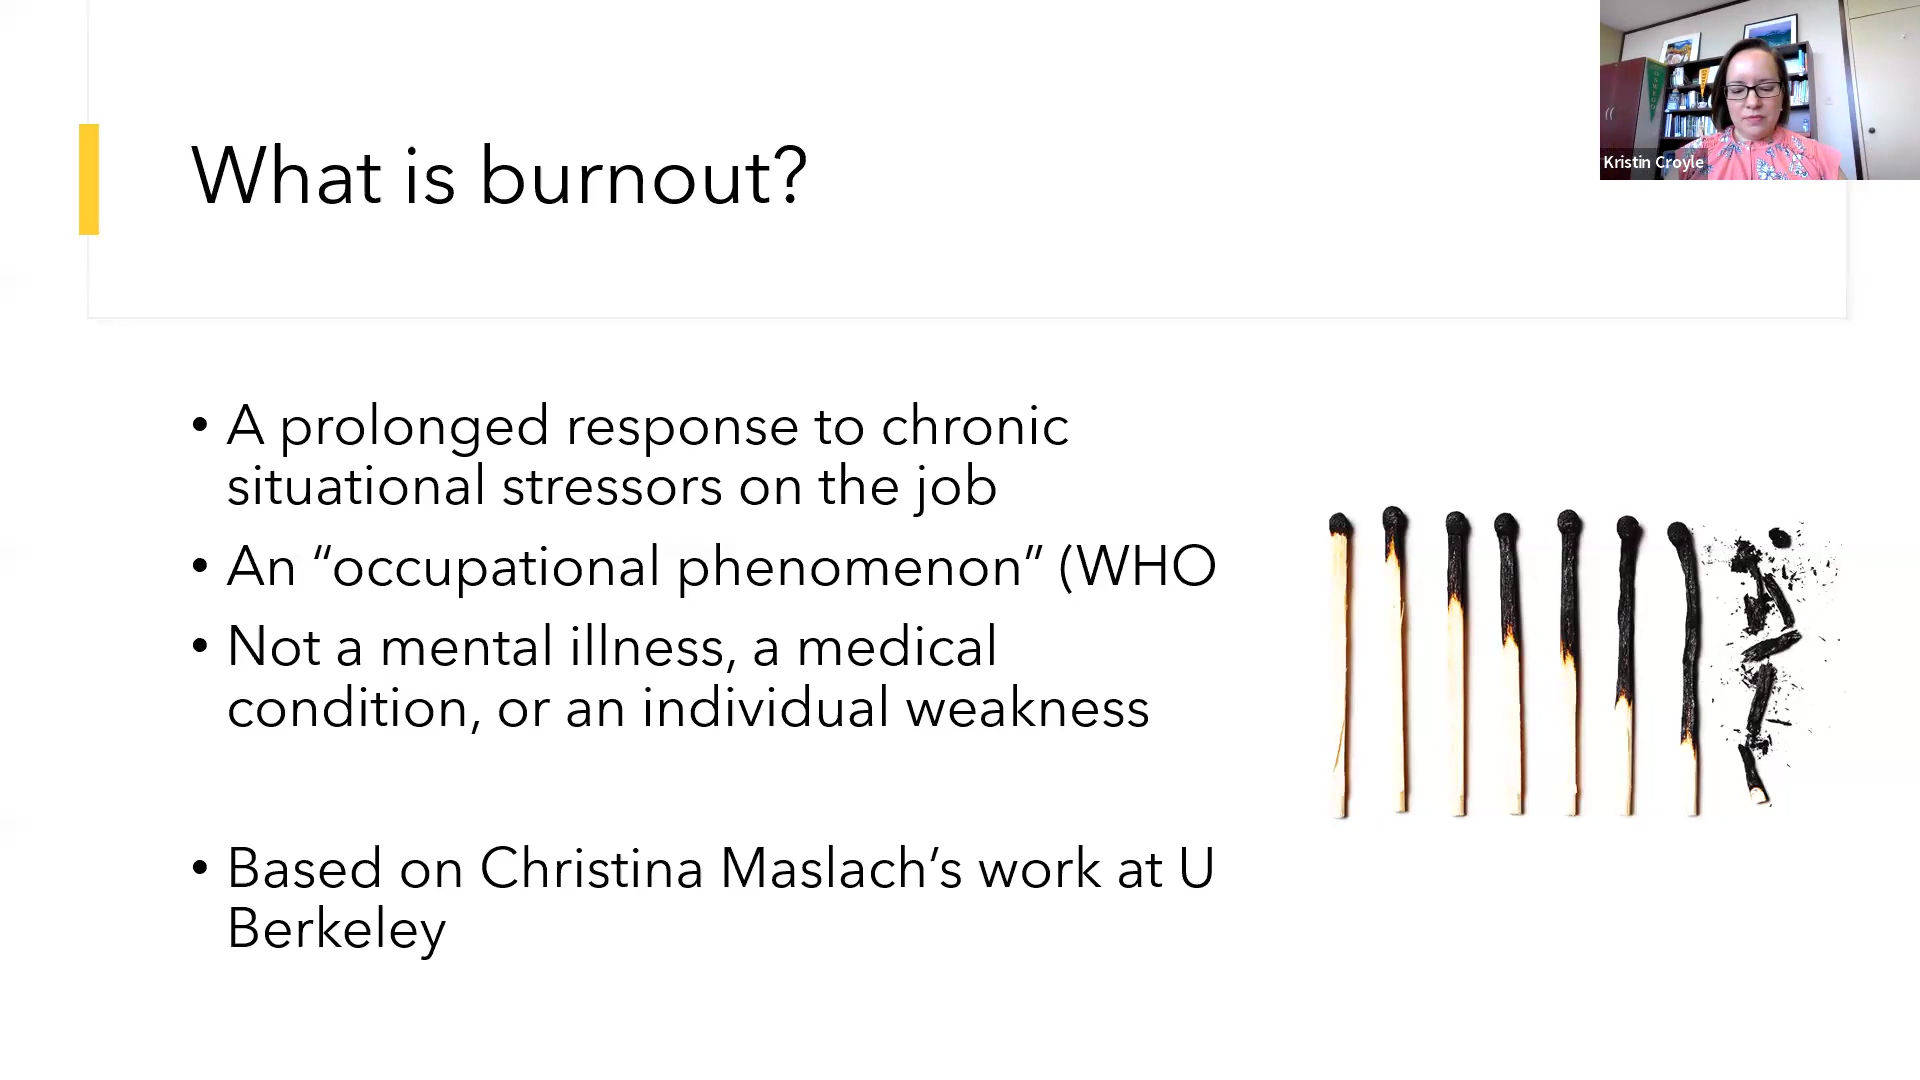 Kristin Croyle
What is burnout?
• A prolonged response to chronic
situational stressors on the job
• An “occupational phenomenon” (WHO
• Not a mental illness, a medical
condition, or an individual weakness
• Based on Christina Maslach’s work at U
Berkeley